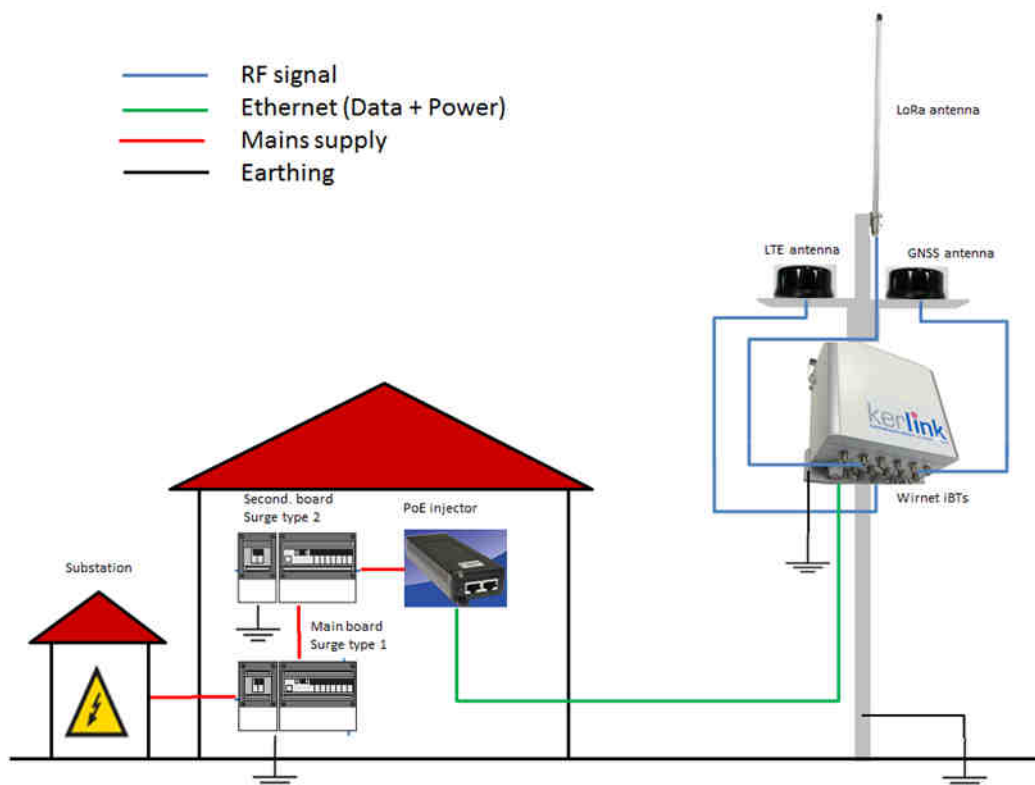 RF signal
Ethernet (Data + Power)
Mains supply
Earthing
LoRa antenna
LTE antenna
GNSS antenna
kerlink
Wirnet iBTs
Second. board
Surge type 2
PoE injector
Substation
Main board
Surge type 1